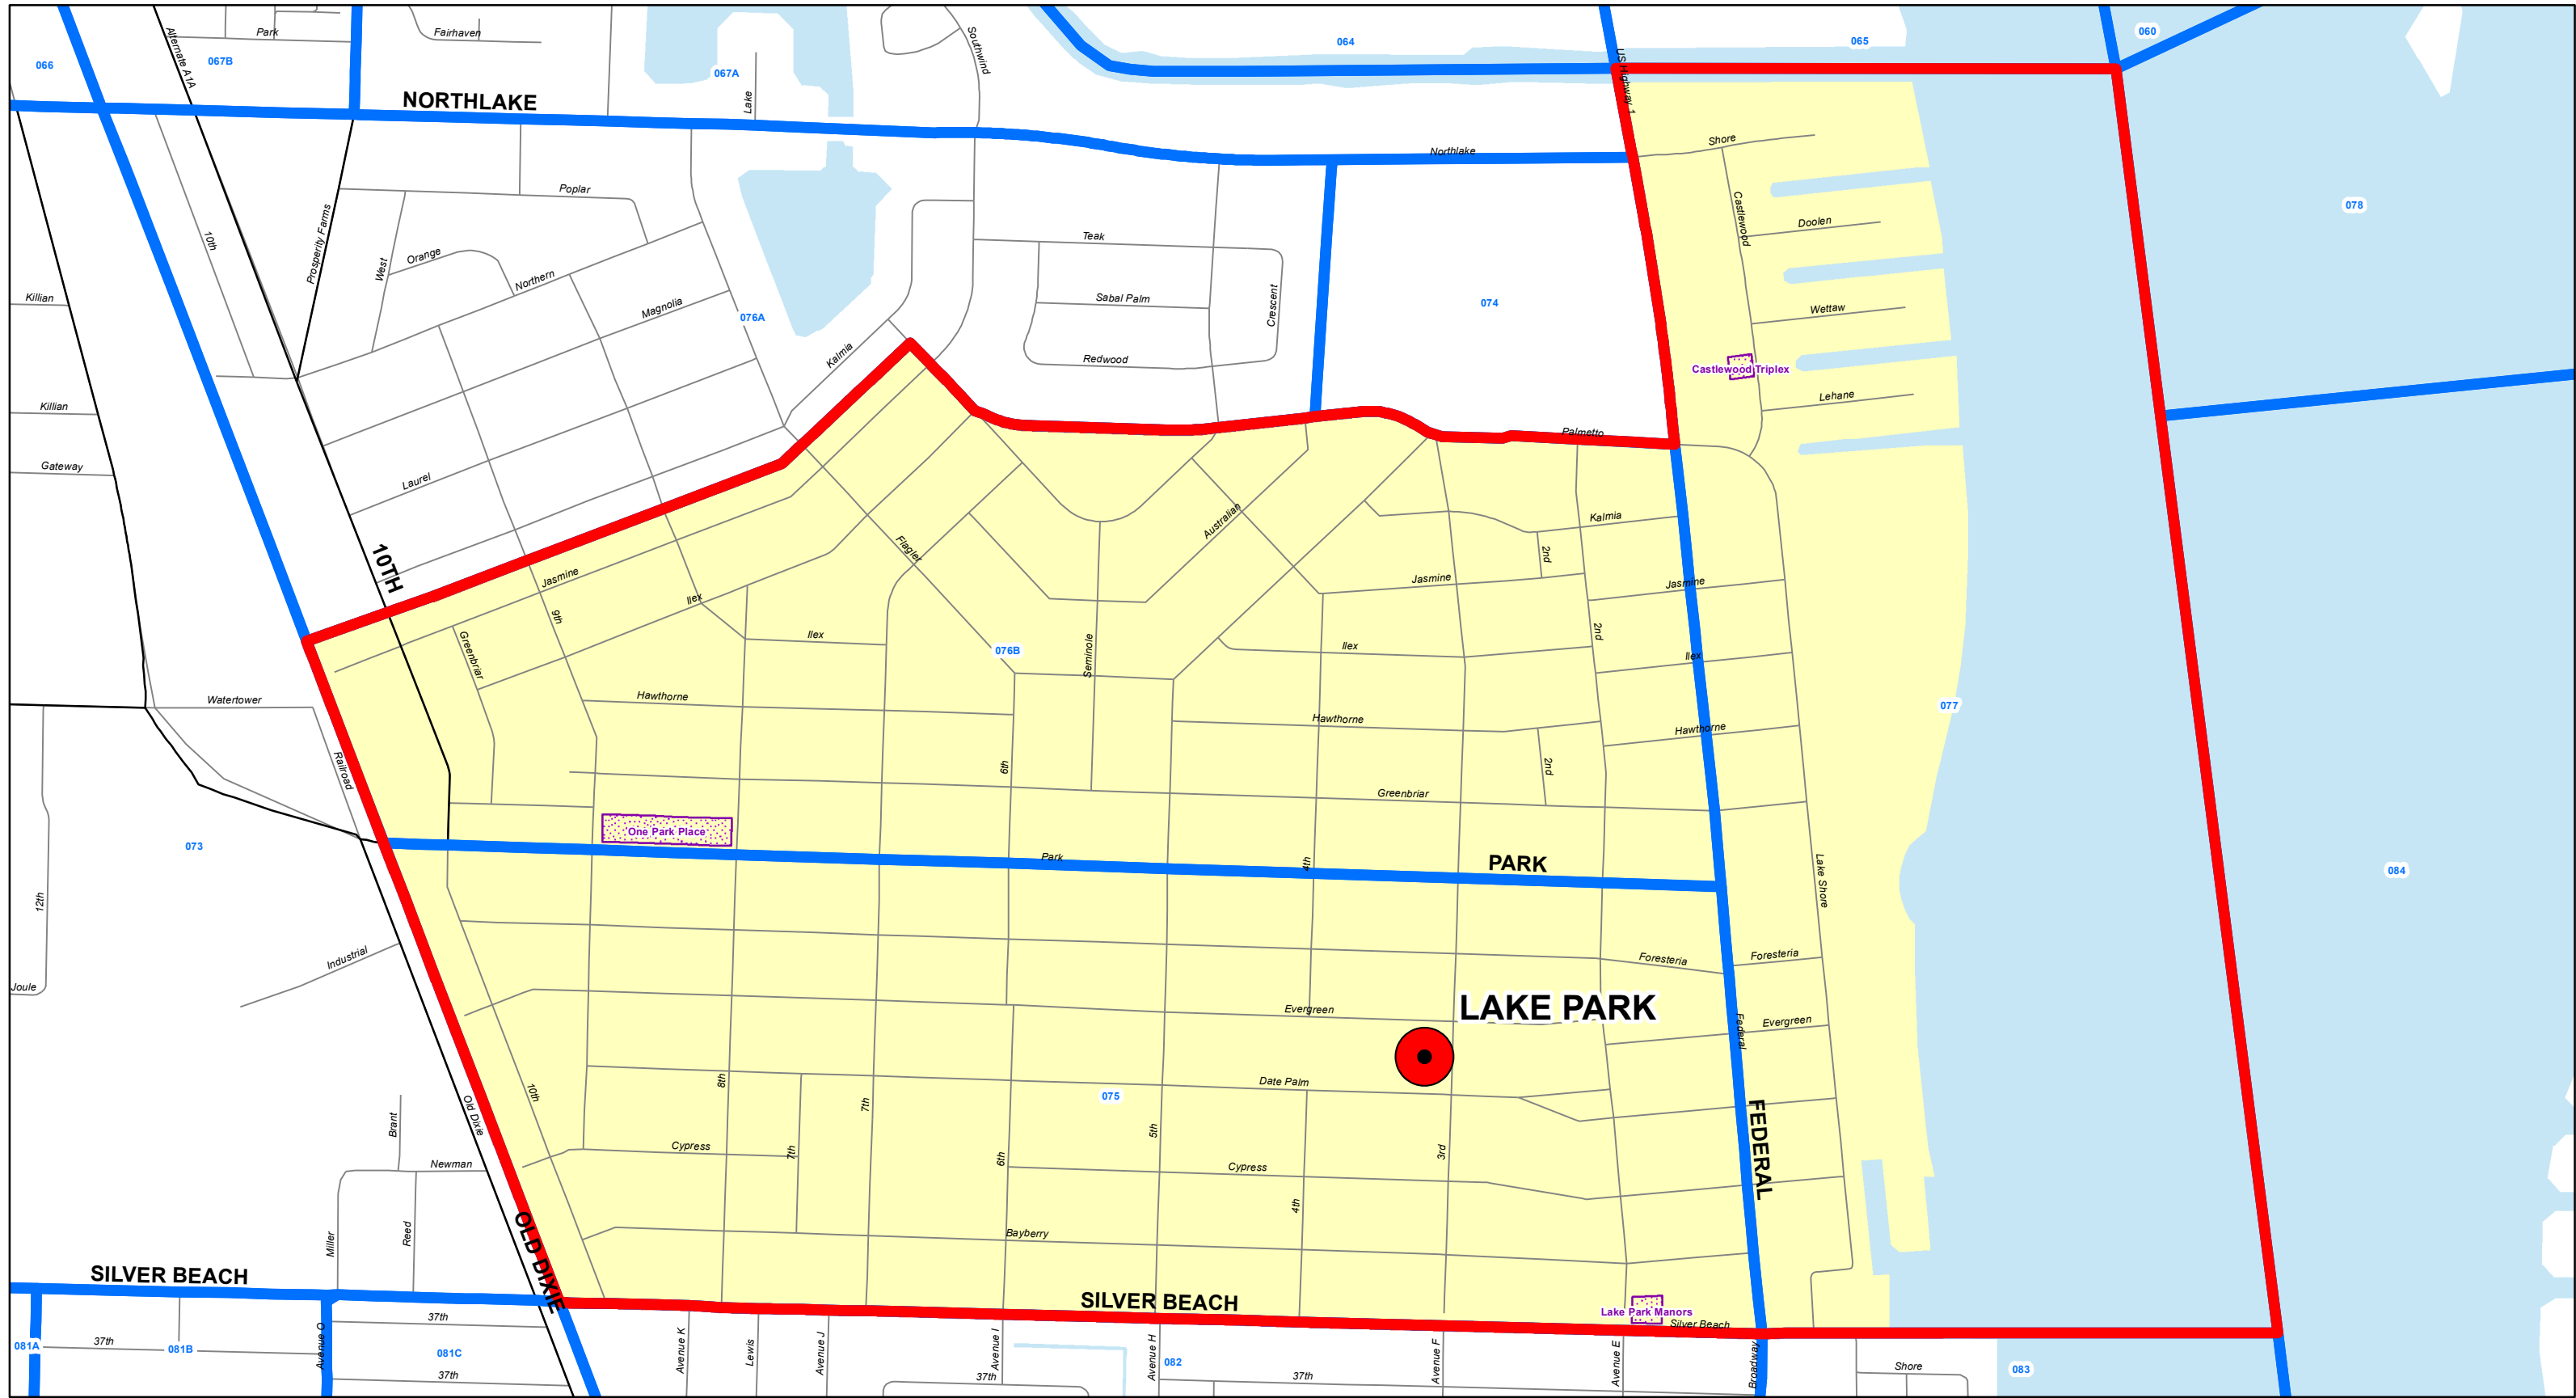 Park
Fairhaven
064
065
060
066
067B
Alternate A1A
067A
Southwind
US Highway 1
NORTHLAKE
Lake
Northlake
Shore
Poplar
Castlewood
078
10th
Prosperity Farms
West
Orange
Northern
Teak
Doolen
Killian
Magnolia
076A
Sabal Palm
Crescent
074
Wettaw
Kalmia
Redwood
Castlewood Triplex
Lehane
Killian
Palmetto
Gateway
Laurel
Australian
Kalmia
Flagler
2nd
10TH
Jasmine
Jasmine
Jasmine
Ilex
9th
Greenbriar
Ilex
076B
Seminole
Ilex
2nd
Ilex
Watertower
Hawthorne
Hawthorne
Hawthorne
077
Railroad
6th
2nd
Greenbriar
One Park Place
073
Park
4th
PARK
Lake Shore
084
12th
Industrial
Foresteria
Foresteria
Joule
Evergreen
LAKE PARK
Federal
Evergreen
8th
Date Palm
10th
075
7th
Old Dixie
Brant
5th
FEDERAL
Cypress
7th
6th
Cypress
3rd
Newman
4th
Miller
Reed
Bayberry
OLD DIXIE
SILVER BEACH
SILVER BEACH
Lake Park Manors
Silver Beach
37th
37th
081A
081B
Avenue O
081C
37th
Avenue K
Lewis
Avenue J
Avenue I
37th
Avenue H
082
37th
Avenue F
Avenue E
Broadway
Shore
083